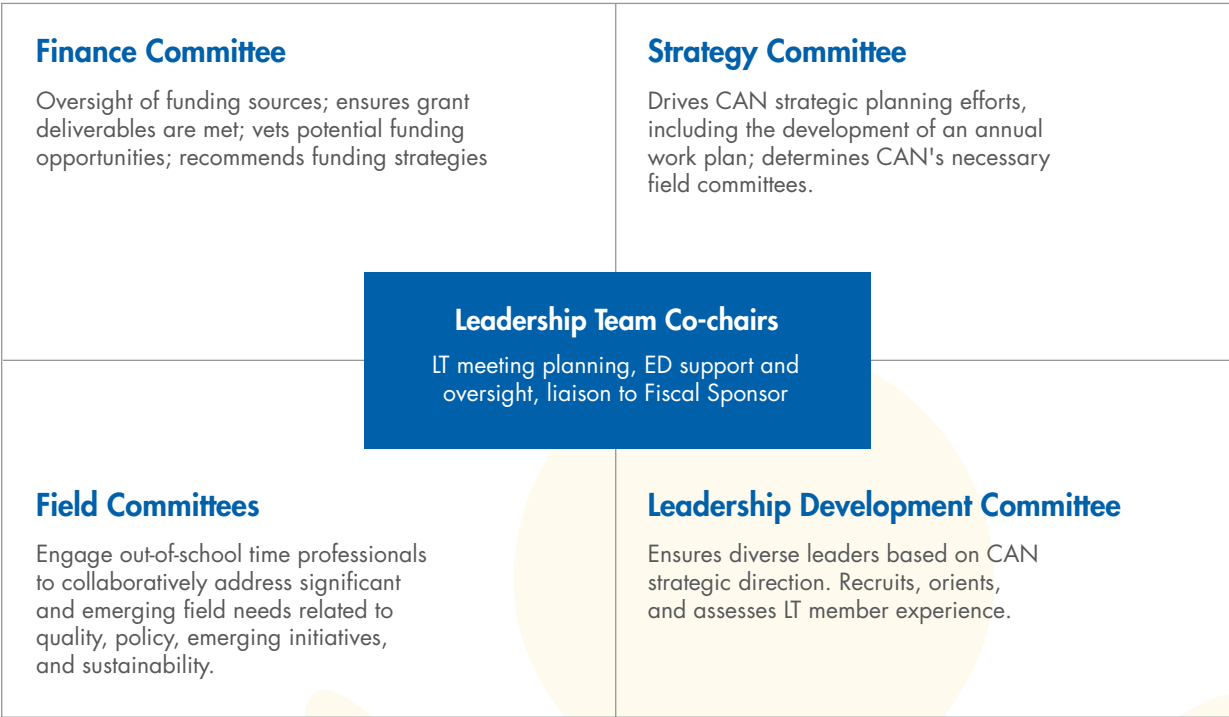 Finance Committee
Oversight of funding sources; ensures grant
deliverables are met; vets potential funding
opportunities; recommends funding strategies
Strategy Committee
Drives CAN strategic planning efforts,
including the development of an annual
work plan; determines CAN's necessary
field committees.
Leadership Team Co-chairs
LT meeting planning, ED support and
oversight, liaison to Fiscal Sponsor
Field Committees
Engage out-of-school time professionals
to collaboratively address significant
and emerging field needs related to
quality, policy, emerging initiatives,
and sustainability.
Leadership Development Committee
Ensures diverse leaders based on CAN
strategic direction. Recruits, orients,
and assesses LT member experience.